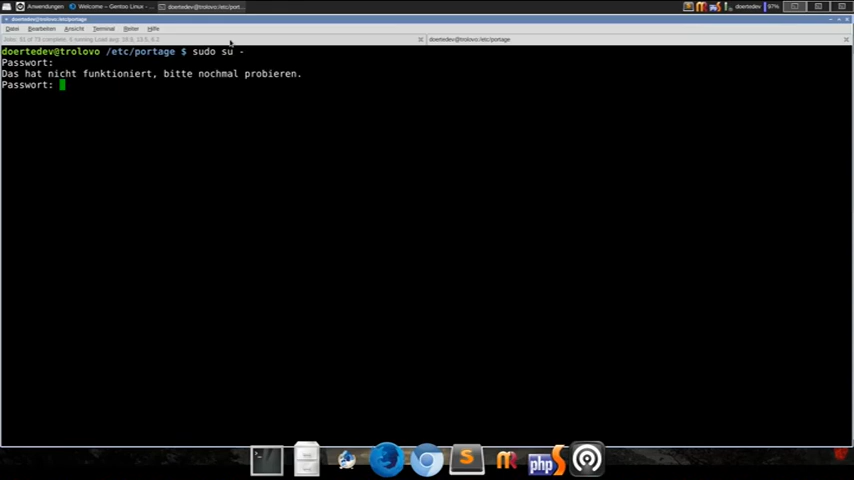 Anwendungen
Welcome – Gentoo Linux - ...
doertedev@trolovo:/etc/port...
doertedev
97%
doertedev@trolovo:/etc/portage
Datei Bearbeiten Ansicht Terminal Reiter Hilfe
doertedev@trolovo:/etc/portage
doertedev@trolovo /etc/portage $ sudo su -
Passwort:
Das hat nicht funktioniert, bitte nochmal probieren.
Passwort:
S
php